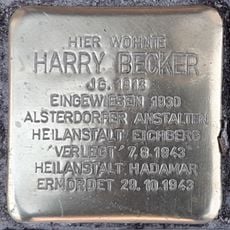 HIER WOHNTE
HARRY BECKER
JG. 1918
EINGEWIESEN 1930
ALSTERDORFER ANSTALTEN
HEILANSTALT EICHBERG
'VERLEGT' 7.8.1943
HEILANSTALT HADAMAR
ERMORDET 20.10.1943